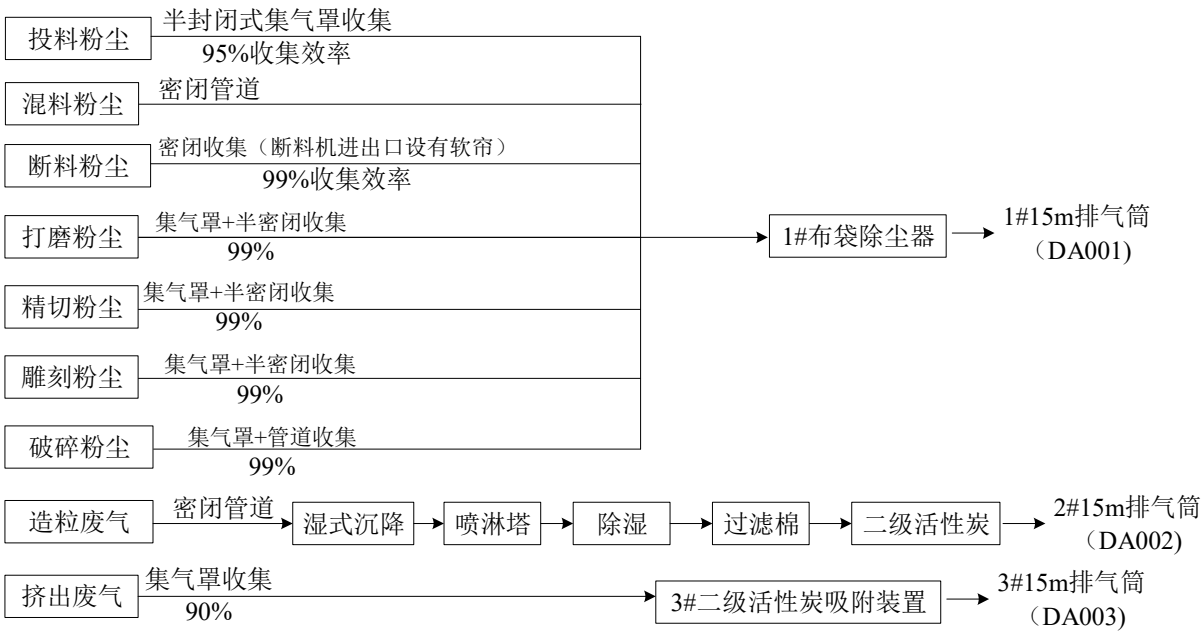 投料粉尘
半封闭式集气罩收集
95%收集效率
混料粉尘
密闭管道
断料粉尘
密闭收集（断料机进出口设有软帘）
99%收集效率
打磨粉尘
集气罩+半密闭收集
99%
1#布袋除尘器
1#15m排气筒
（DA001)
精切粉尘
集气罩+半密闭收集
99%
雕刻粉尘
集气罩+半密闭收集
99%
破碎粉尘
集气罩+管道收集
99%
造粒废气
密闭管道
湿式沉降
喷淋塔
除湿
过滤棉
二级活性炭
2#15m排气筒
（DA002)
挤出废气
集气罩收集
90%
3#二级活性炭吸附装置
3#15m排气筒
（DA003)